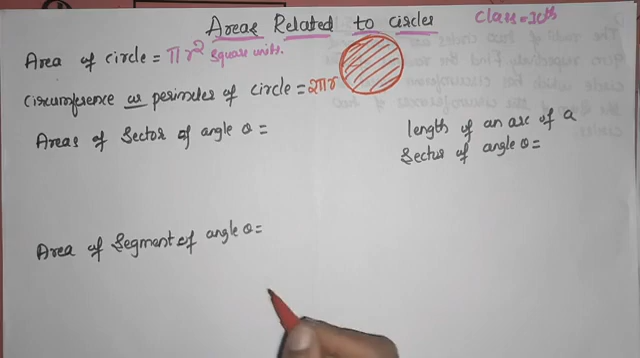 Areas Related to circles
Class = 10th
Area of circle = πr² square units.
Circumference or perimeter of circle = 2πr
Areas of Sector of angle θ =
length of an arc of a
Sector of angle θ =
Area of Segment of angle θ =